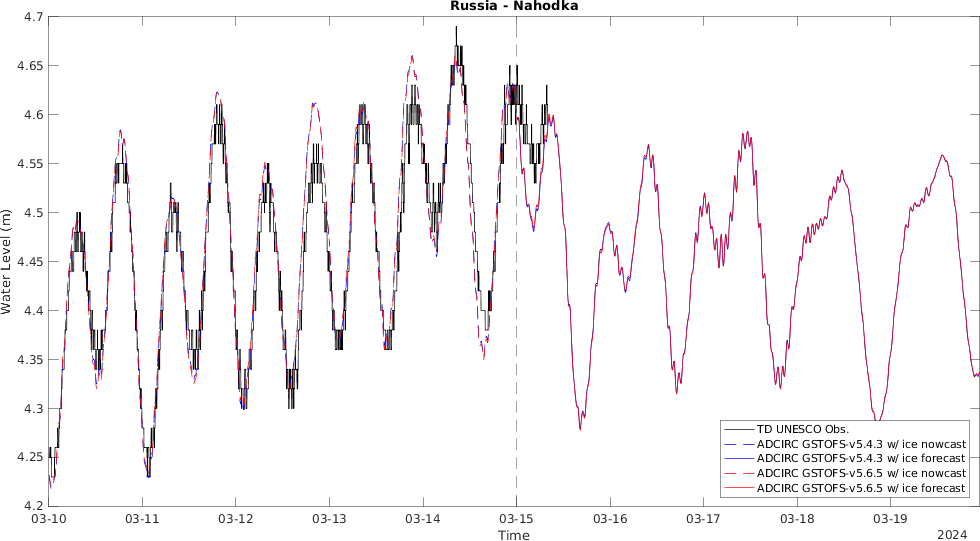 Russia - Nahodka
4.7
4.65
4.6
4.55
4.5
4.45
4.4
4.35
4.3
4.25
4.2
Water Level (m)
TD UNESCO Obs.
ADCIRC GSTOFS-v5.4.3 w/ ice nowcast
ADCIRC GSTOFS-v5.4.3 w/ ice forecast
ADCIRC GSTOFS-v5.6.5 w/ ice nowcast
ADCIRC GSTOFS-v5.6.5 w/ ice forecast
03-10 03-11 03-12 03-13 03-14 03-15 03-16 03-17 03-18 03-19
Time
2024